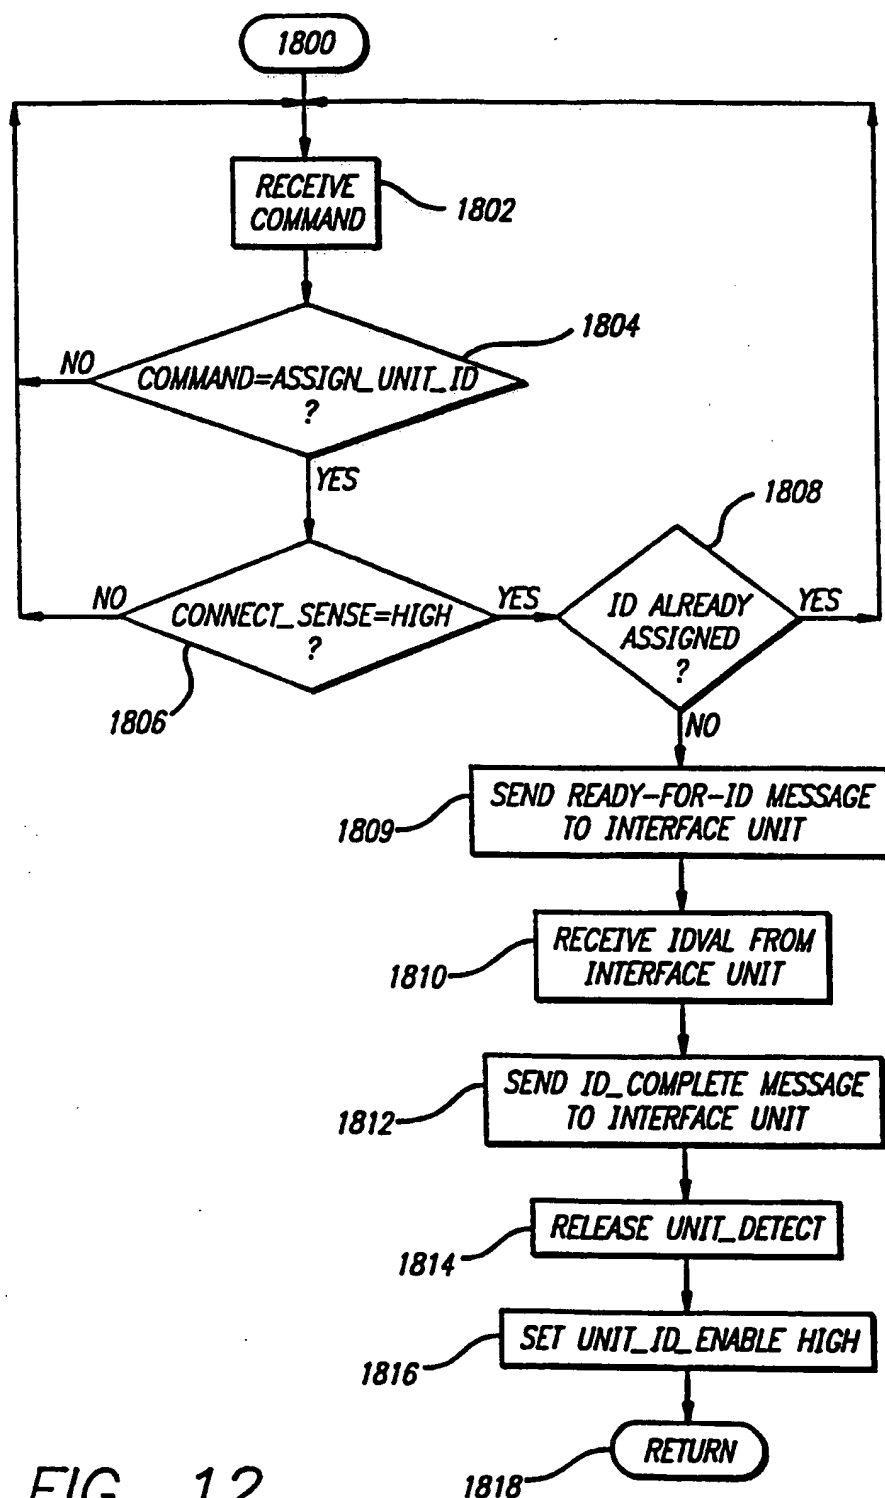 1800
RECEIVE
COMMAND
1802
1804
NO
COMMAND=ASSIGN_UNIT_ID
?
YES
1808
NO
CONNECT_SENSE=HIGH
?
YES
ID ALREADY
ASSIGNED
?
YES
1806
NO
SEND READY-FOR-ID MESSAGE
TO INTERFACE UNIT
1809
RECEIVE IDVAL FROM
INTERFACE UNIT
1810
SEND ID_COMPLETE MESSAGE
TO INTERFACE UNIT
1812
RELEASE UNIT_DETECT
1814
SET UNIT_ID_ENABLE HIGH
1816
RETURN
1818
FIG. 12